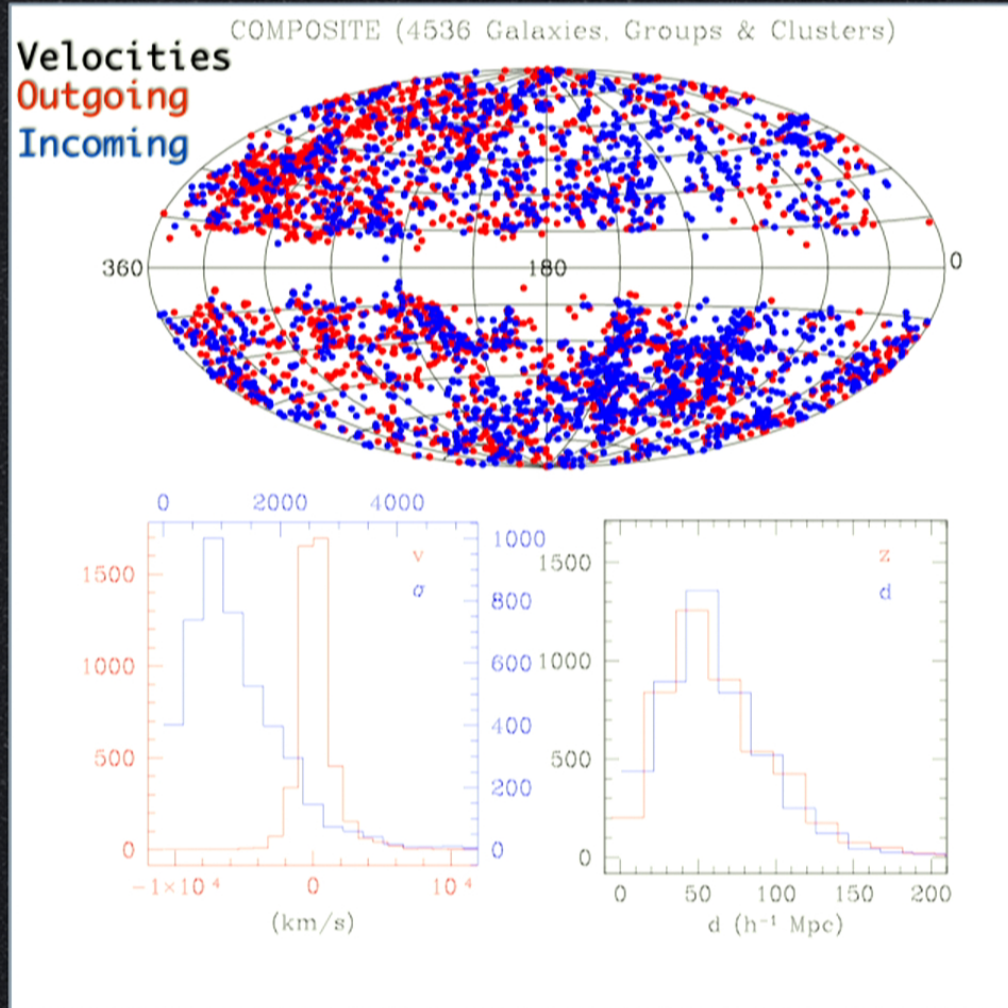 COMPOSITE (4536 Galaxies, Groups & Clusters)
Velocities
Outgoing
Incoming
360
180
0
0 2000 4000
v
σ
1500
1000
500
0
1000
800
600
400
200
0
-1×10⁴ 0 10⁴
(km/s)
z
d
1500
1000
500
0
0 50 100 150 200
d (h⁻¹ Mpc)